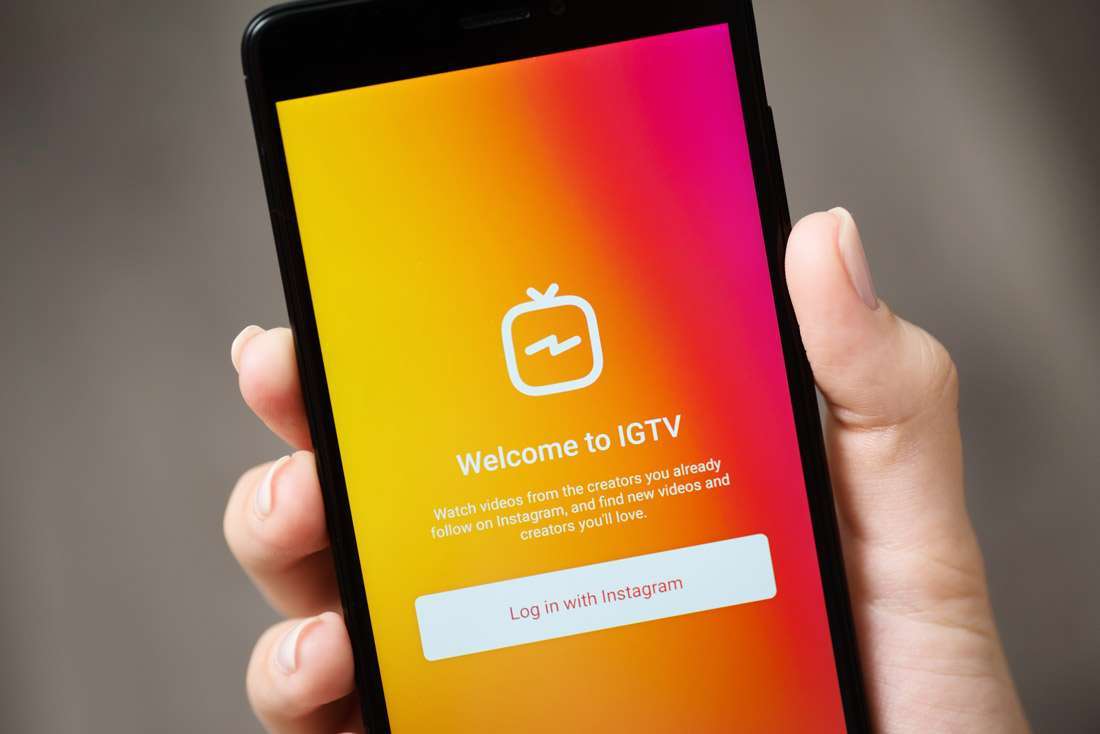 Welcome to IGTV
Watch videos from the creators you already
follow on Instagram, and find new videos and
creators you'll love.
Log in with Instagram